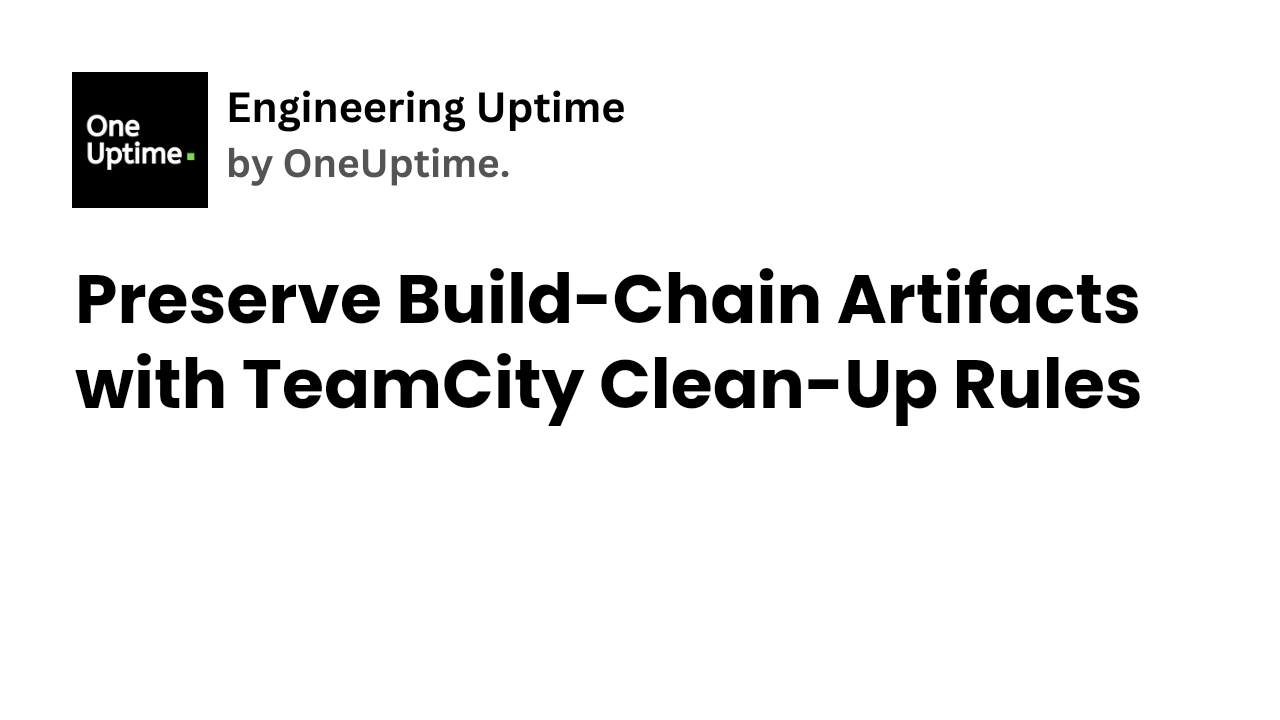 One
Uptime.
Engineering Uptime
by OneUptime.
Preserve Build-Chain Artifacts
with TeamCity Clean-Up Rules